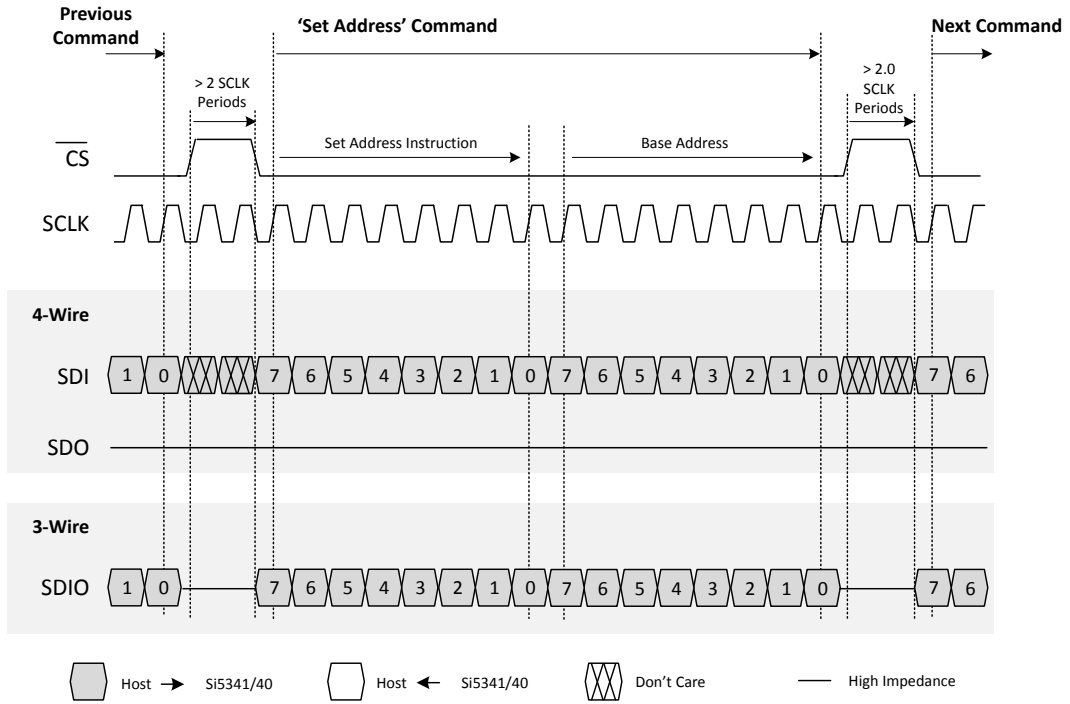 Previous Command
'Set Address' Command
Next Command
> 2 SCLK Periods
> 2.0 SCLK Periods
CS
Set Address Instruction
Base Address
SCLK
4-Wire
SDI 1 0 7 6 5 4 3 2 1 0 7 6 5 4 3 2 1 0 7 6
SDO
3-Wire
SDIO 1 0 7 6 5 4 3 2 1 0 7 6 5 4 3 2 1 0 7 6
Host Si5341/40 Host Si5341/40 Don't Care High Impedance